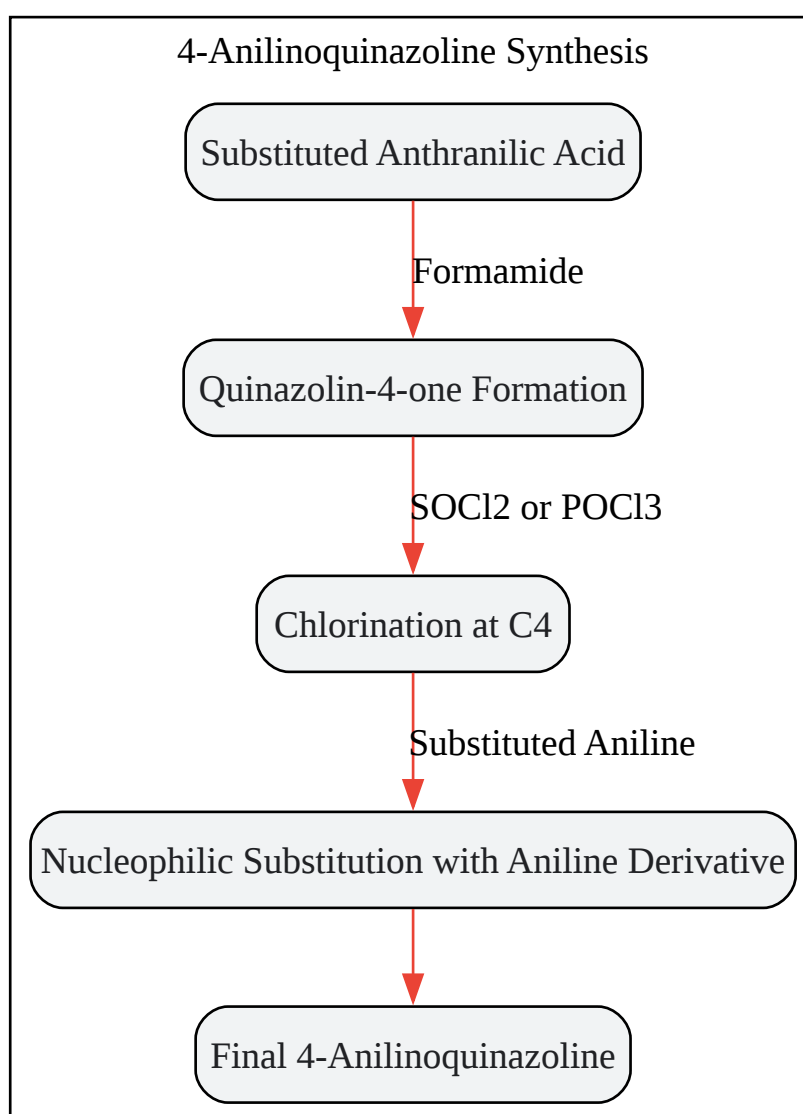 4-Anilinoquinazoline Synthesis
Substituted Anthranilic Acid
Formamide
Quinazolin-4-one Formation
SOCl2 or POCl3
Chlorination at C4
Substituted Aniline
Nucleophilic Substitution with Aniline Derivative
Final 4-Anilinoquinazoline